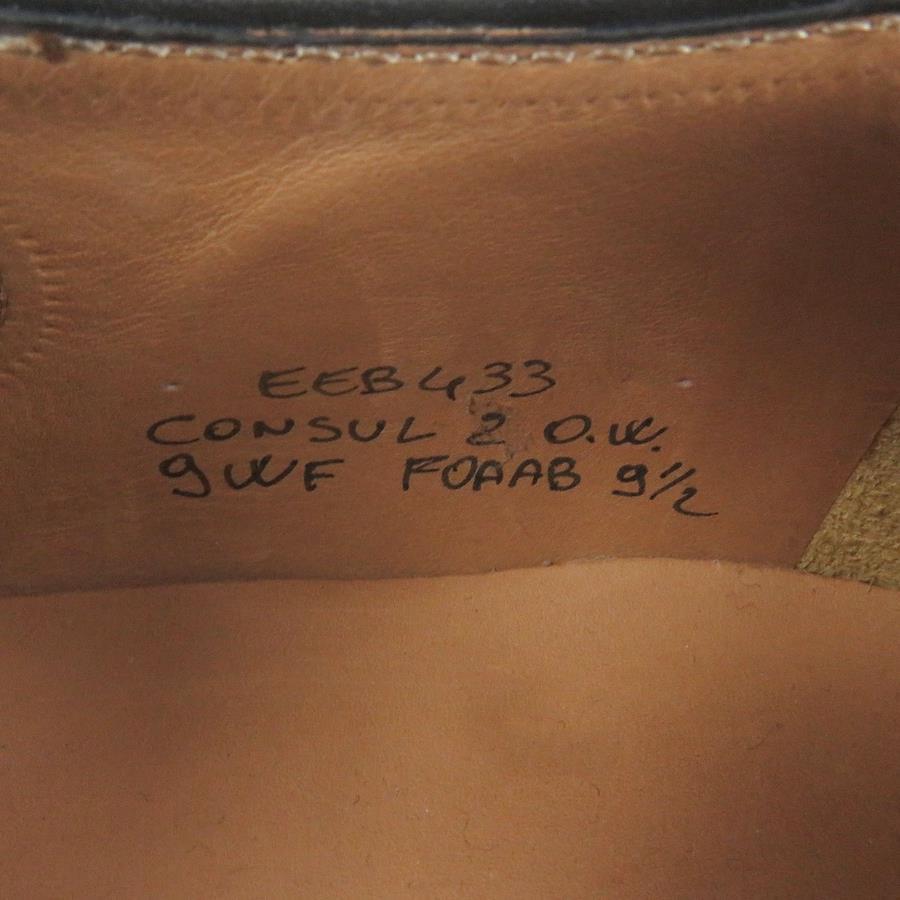 EEB433
CONSUL 2 O.W.
9WF FOAAB 9½